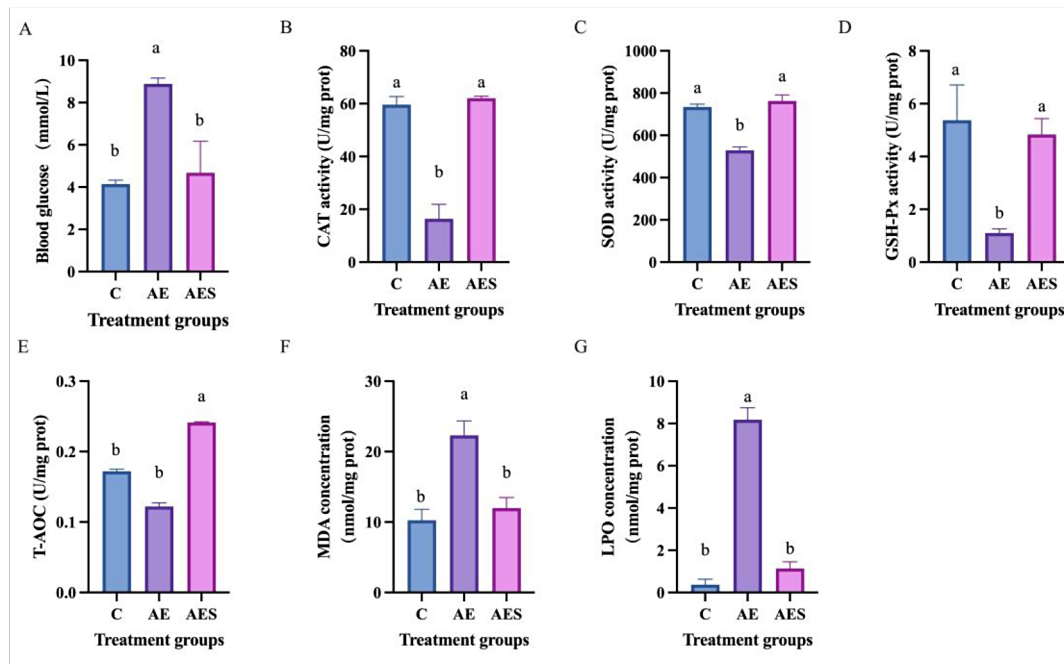 A
Blood glucose (mmol/L)
10
8
6
4
2
0
b
a
b
C AE AES
Treatment groups
B
CAT activity (U/mg prot)
80
60
40
20
0
a
b
a
C AE AES
Treatment groups
C
SOD activity (U/mg prot)
1000
800
600
400
200
0
a
b
a
C AE AES
Treatment groups
D
GSH-Px activity (U/mg prot)
8
6
4
2
0
a
b
a
C AE AES
Treatment groups
E
T-AOC (U/mg prot)
0.3
0.2
0.1
0.0
b
b
a
C AE AES
Treatment groups
F
MDA concentration
(nmol/mg prot)
30
20
10
0
b
a
b
C AE AES
Treatment groups
G
LPO concentration
(nmol/mg prot)
10
8
6
4
2
0
b
a
b
C AE AES
Treatment groups